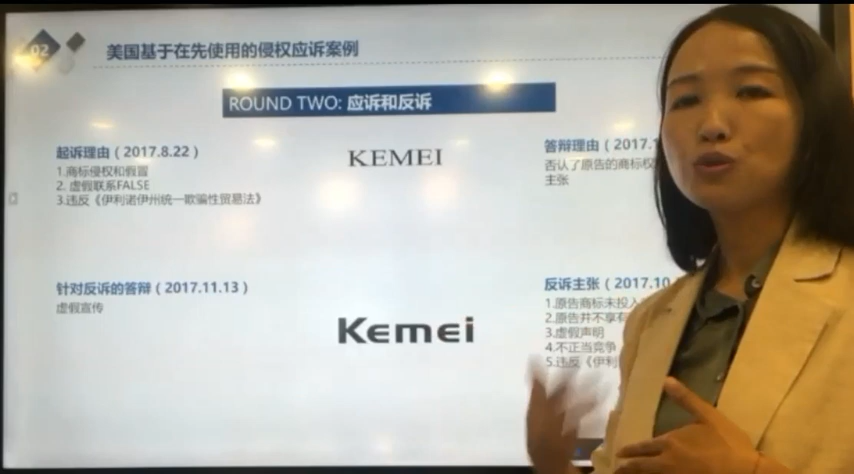 02
美国基于在先使用的侵权应诉案例
ROUND TWO: 应诉和反诉
起诉理由（2017.8.22）
1.商标侵权和假冒
2. 虚假联系FALSE
3.违反《伊利诺伊州统一欺骗性贸易法》
KEMEI
答辩理由（2017.1
否认了原告的商标权
主张
针对反诉的答辩（2017.11.13）
虚假宣传
Kemei
反诉主张（2017.10
1.原告商标未投入
2.原告并不享有
3.虚假声明
4.不正当竞争
5.违反《伊利